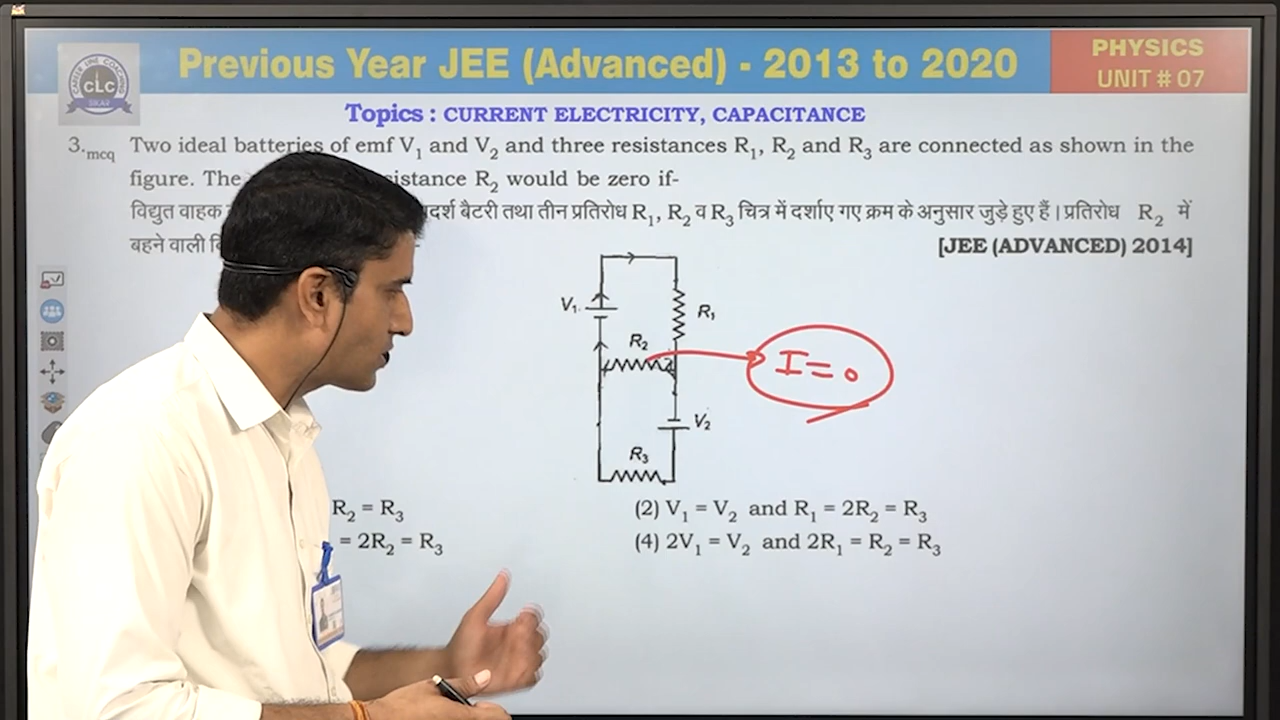 Previous Year JEE (Advanced) - 2013 to 2020
PHYSICS
UNIT # 07
CLC
SIKAR
Topics : CURRENT ELECTRICITY, CAPACITANCE
3.mcq Two ideal batteries of emf V₁ and V₂ and three resistances R₁, R₂ and R₃ are connected as shown in the
figure. The sistance R₂ would be zero if-
विद्युत वाहक दर्श बैटरी तथा तीन प्रतिरोध R₁, R₂ व R₃ चित्र में दर्शाए गए क्रम के अनुसार जुड़े हुए हैं। प्रतिरोध R₂ में
बहने वाली
[JEE (ADVANCED) 2014]
V₁
R₁
R₂
I = 0
V₂
R₃
R₂ = R₃
(2) V₁ = V₂ and R₁ = 2R₂ = R₃
= 2R₂ = R₃
(4) 2V₁ = V₂ and 2R₁ = R₂ = R₃